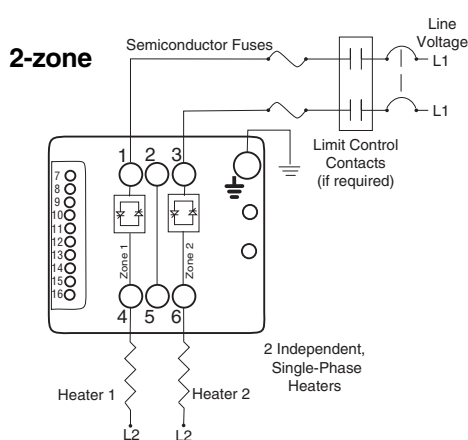 2-zone
Semiconductor Fuses
Line
Voltage
L1
L1
Limit Control
Contacts
(if required)
1 2 3
7
8
9
10
11
12
13
14
15
16
Zone 1
Zone 2
4 5 6
2 Independent,
Single-Phase
Heaters
Heater 1
Heater 2
L2
L2